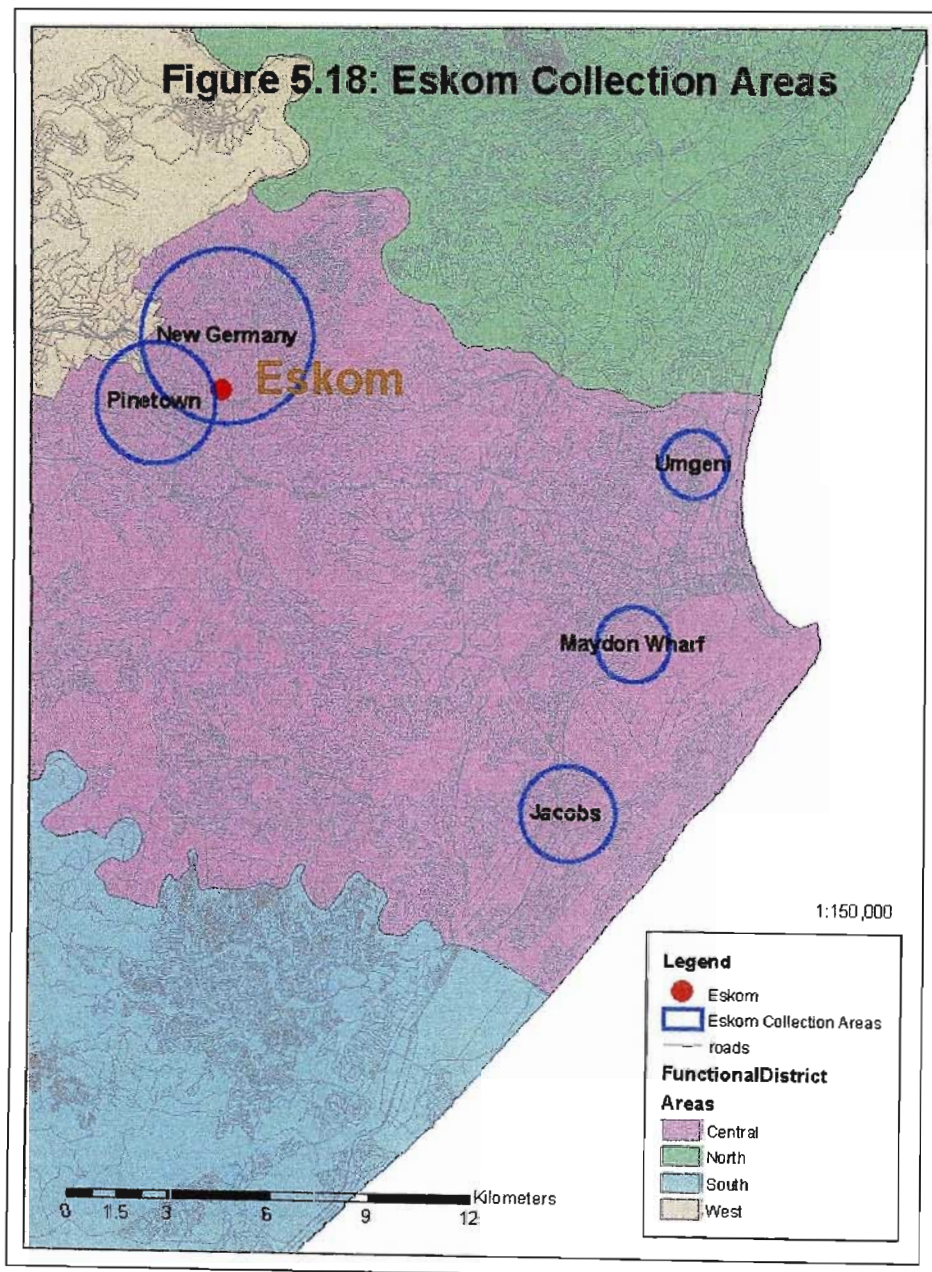 Figure 5.18: Eskom Collection Areas
New Germany
Eskom
Pinetown
Umgeni
Maydon Wharf
Jacobs
1:150,000
Legend
Eskom
Eskom Collection Areas
roads
FunctionalDistrict
Areas
Central
North
South
West
Kilometers
0 1.5 3 6 9 12